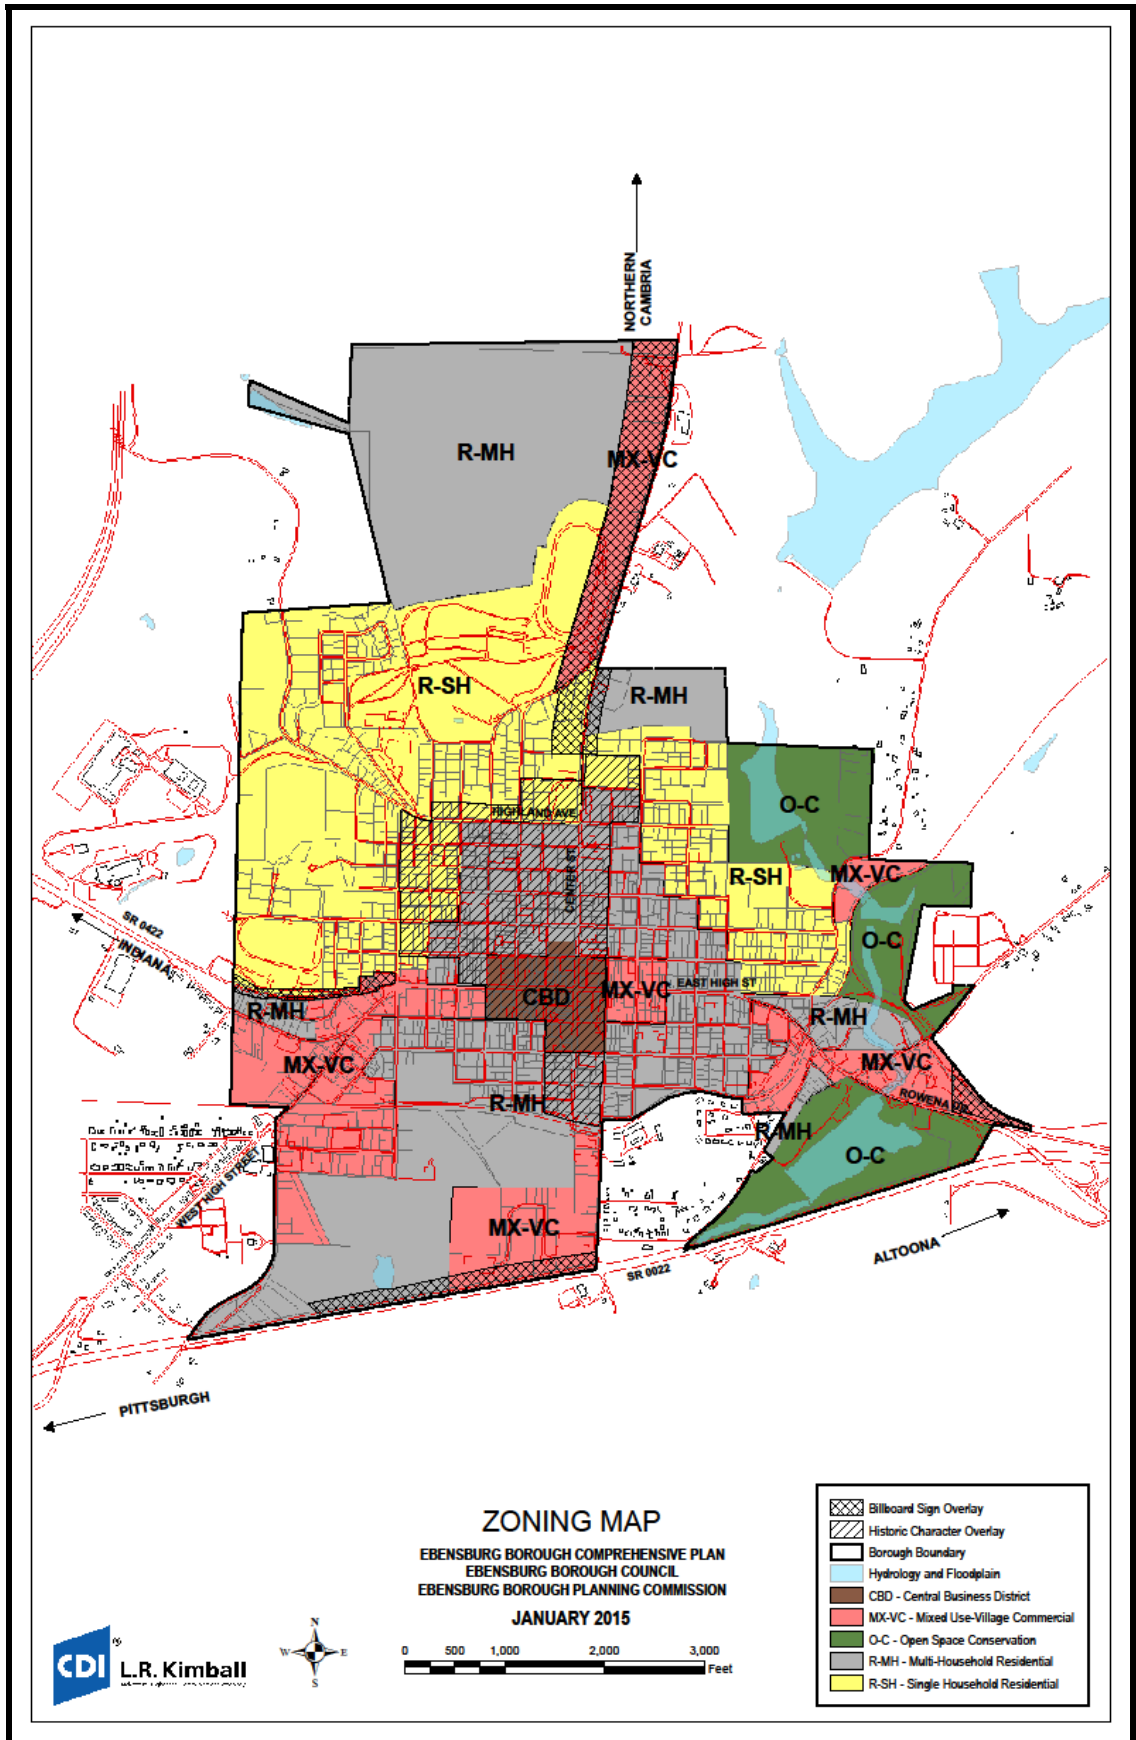 NORTHERN
CAMBRIA
R-MH
MX-VC
R-SH
R-MH
O-C
HIGHLAND AVE
CENTER ST
R-SH
MX-VC
O-C
SR 0422
INDIANA
EAST HIGH ST
CBD
MX-VC
R-MH
R-MH
MX-VC
MX-VC
ROWENA DR
R-MH
R-MH
O-C
WEST HIGH STREET
MX-VC
ALTOONA
SR 0022
PITTSBURGH
ZONING MAP
EBENSBURG BOROUGH COMPREHENSIVE PLAN
EBENSBURG BOROUGH COUNCIL
EBENSBURG BOROUGH PLANNING COMMISSION
JANUARY 2015
N
W
E
S
0 500 1,000 2,000 3,000
Feet
CDI
L.R. Kimball
Billboard Sign Overlay
Historic Character Overlay
Borough Boundary
Hydrology and Floodplain
CBD - Central Business District
MX-VC - Mixed Use-Village Commercial
O-C - Open Space Conservation
R-MH - Multi-Household Residential
R-SH - Single Household Residential